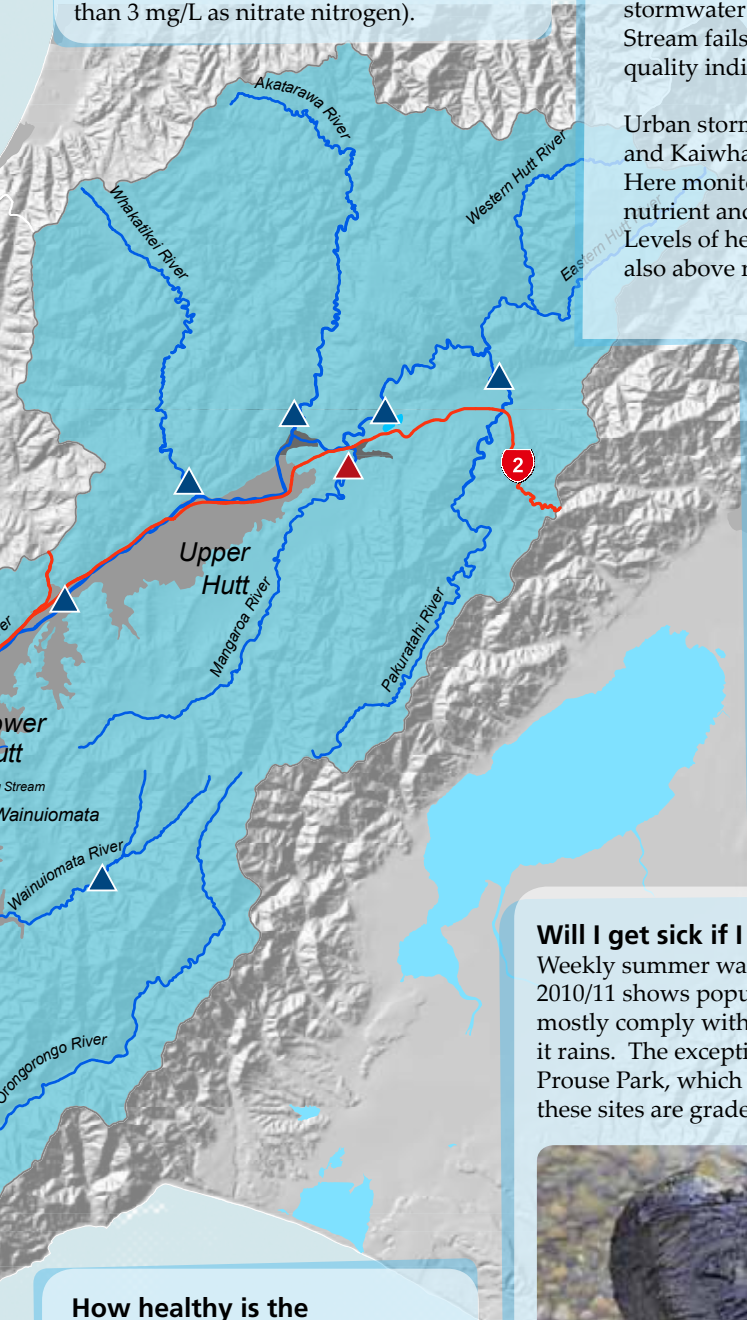 than 3 mg/L as nitrate nitrogen).
stormwater
Stream fails
quality indi
Urban storm
and Kaiwha
Here monito
nutrient and
Levels of he
also above r
Akatarawa River
Western Hutt River
Whakatikei River
Eastern Hutt River
2
Upper
Hutt
Mangaroa River
Pakuratahi River
er
ower
utt
Stream
Wainuiomata
Wainuiomata River
Orongorongo River
Will I get sick if I
Weekly summer wa
2010/11 shows popu
mostly comply with
it rains. The excepti
Prouse Park, which
these sites are grade
How healthy is the